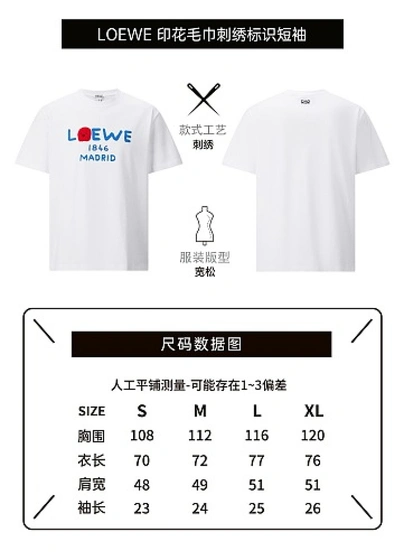 LOEWE 印花毛巾刺绣标识短袖
款式工艺
刺绣
LOEWE
1846
MADRID
服装版型
宽松
尺码数据图
人工平铺测量-可能存在1~3偏差
SIZE S M L XL
胸围 108 112 116 120
衣长 70 72 77 76
肩宽 48 49 51 51
袖长 23 24 25 26